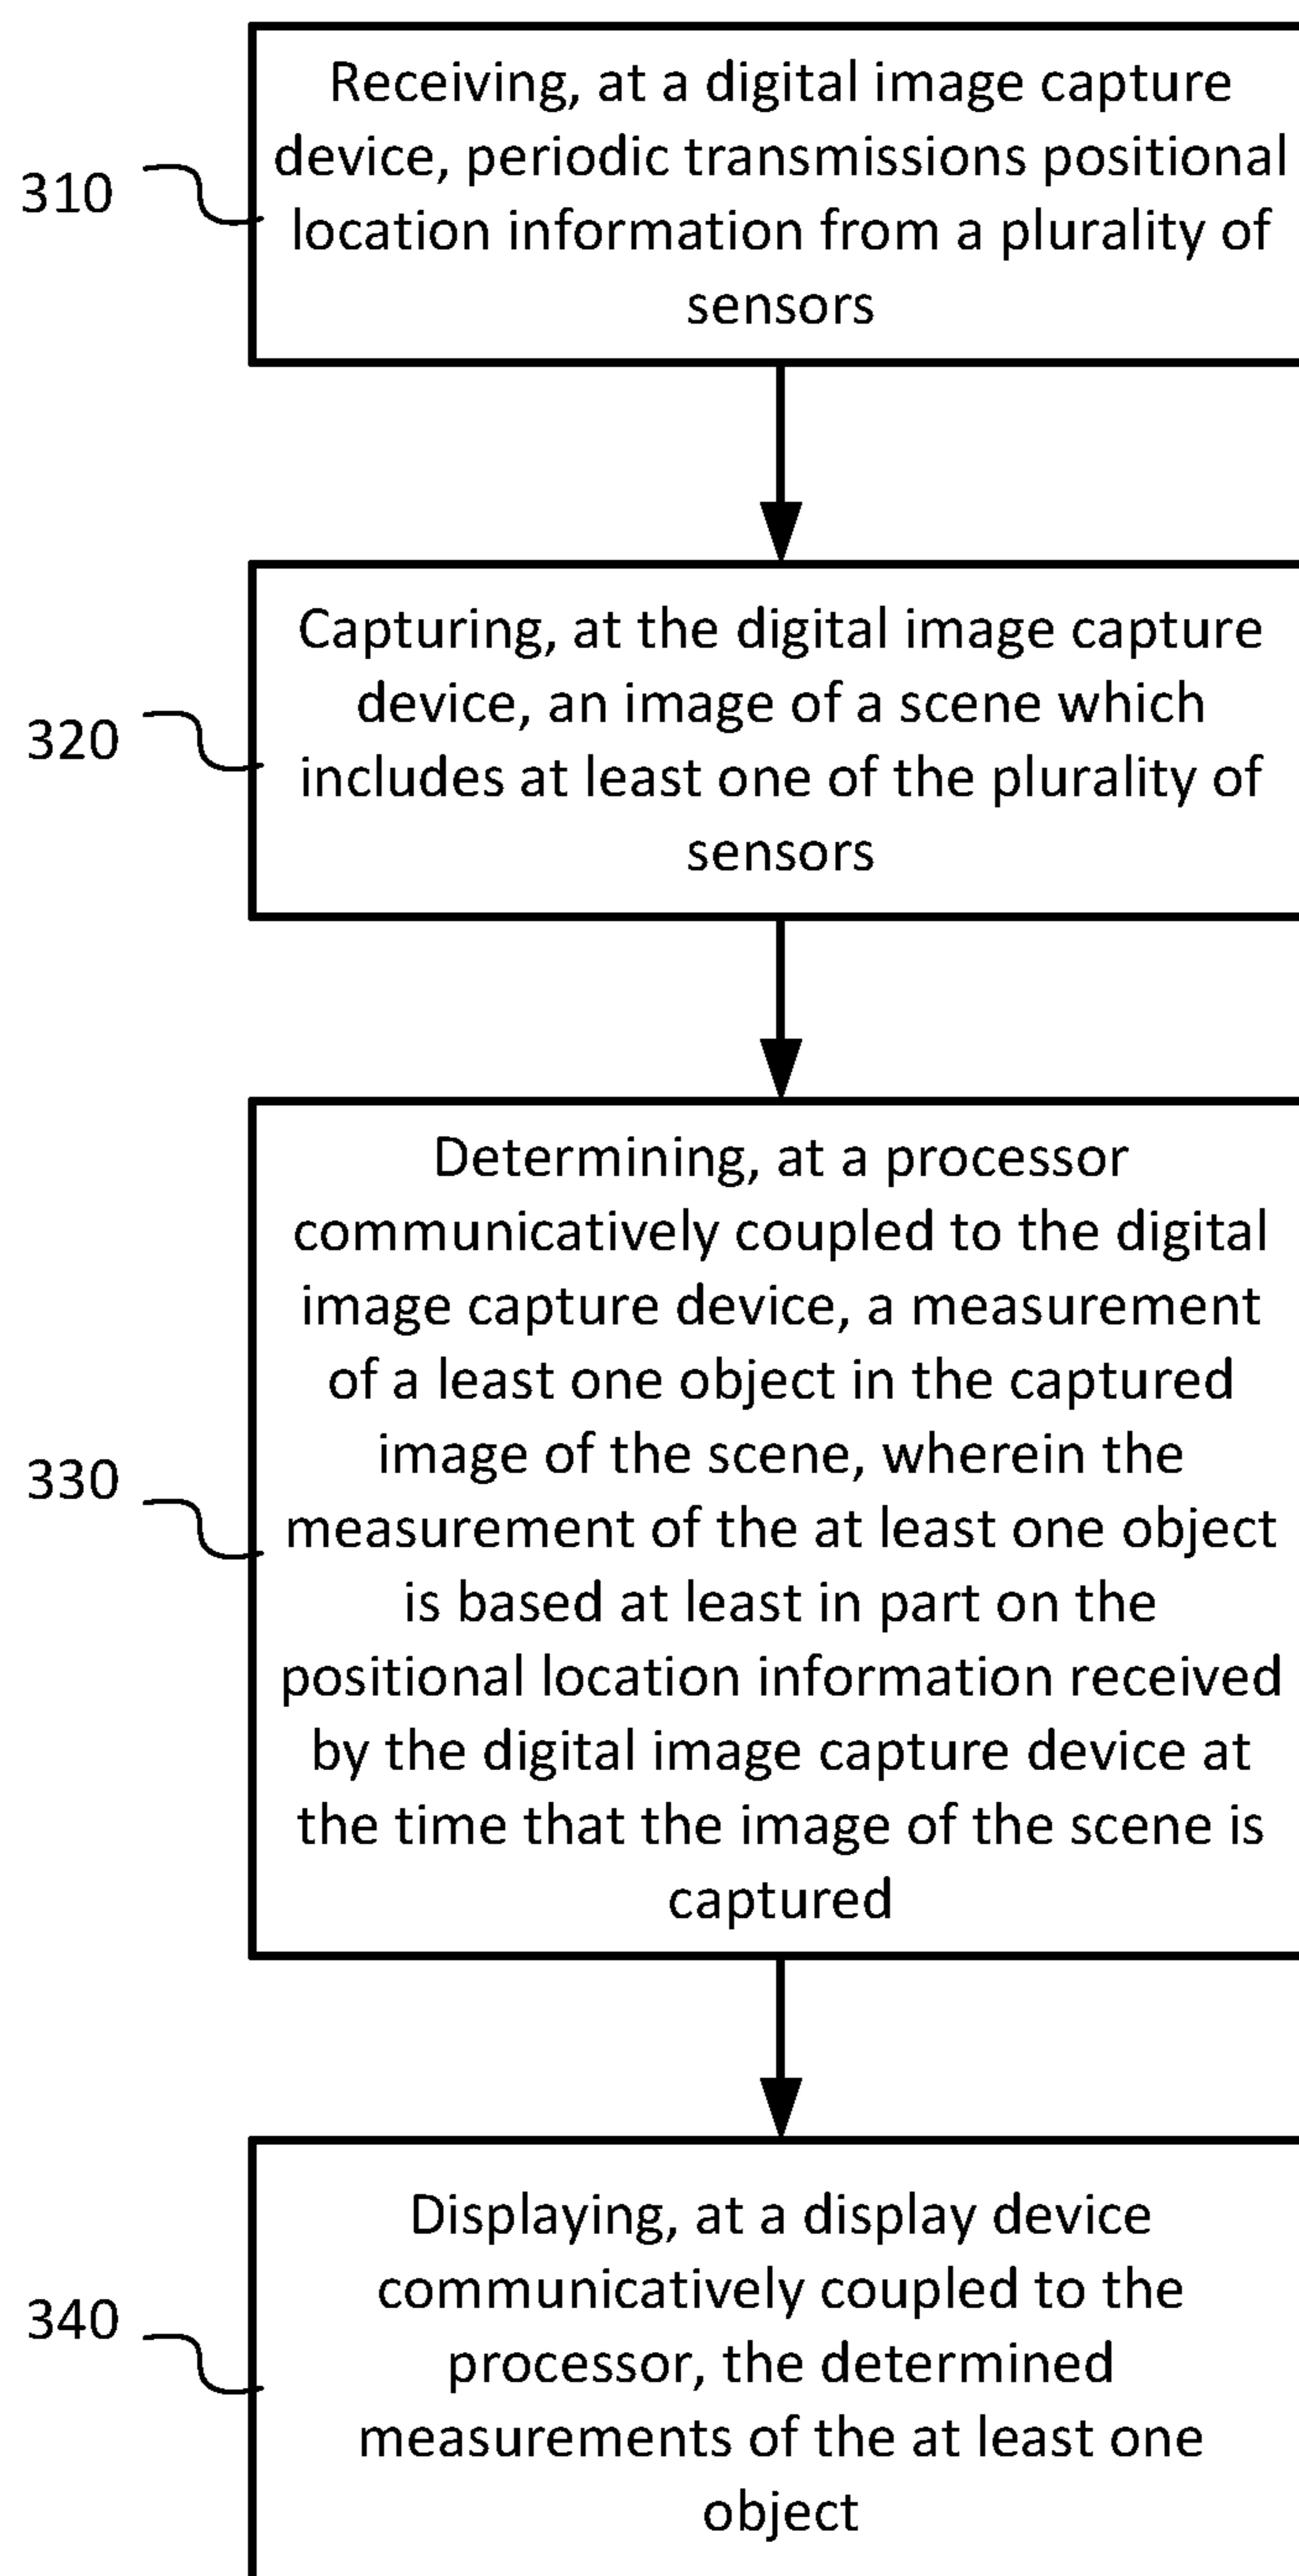 Receiving, at a digital image capture
device, periodic transmissions positional
location information from a plurality of
sensors
310
Capturing, at the digital image capture
device, an image of a scene which
includes at least one of the plurality of
sensors
320
Determining, at a processor
communicatively coupled to the digital
image capture device, a measurement
of a least one object in the captured
image of the scene, wherein the
measurement of the at least one object
is based at least in part on the
positional location information received
by the digital image capture device at
the time that the image of the scene is
captured
330
Displaying, at a display device
communicatively coupled to the
processor, the determined
measurements of the at least one
object
340